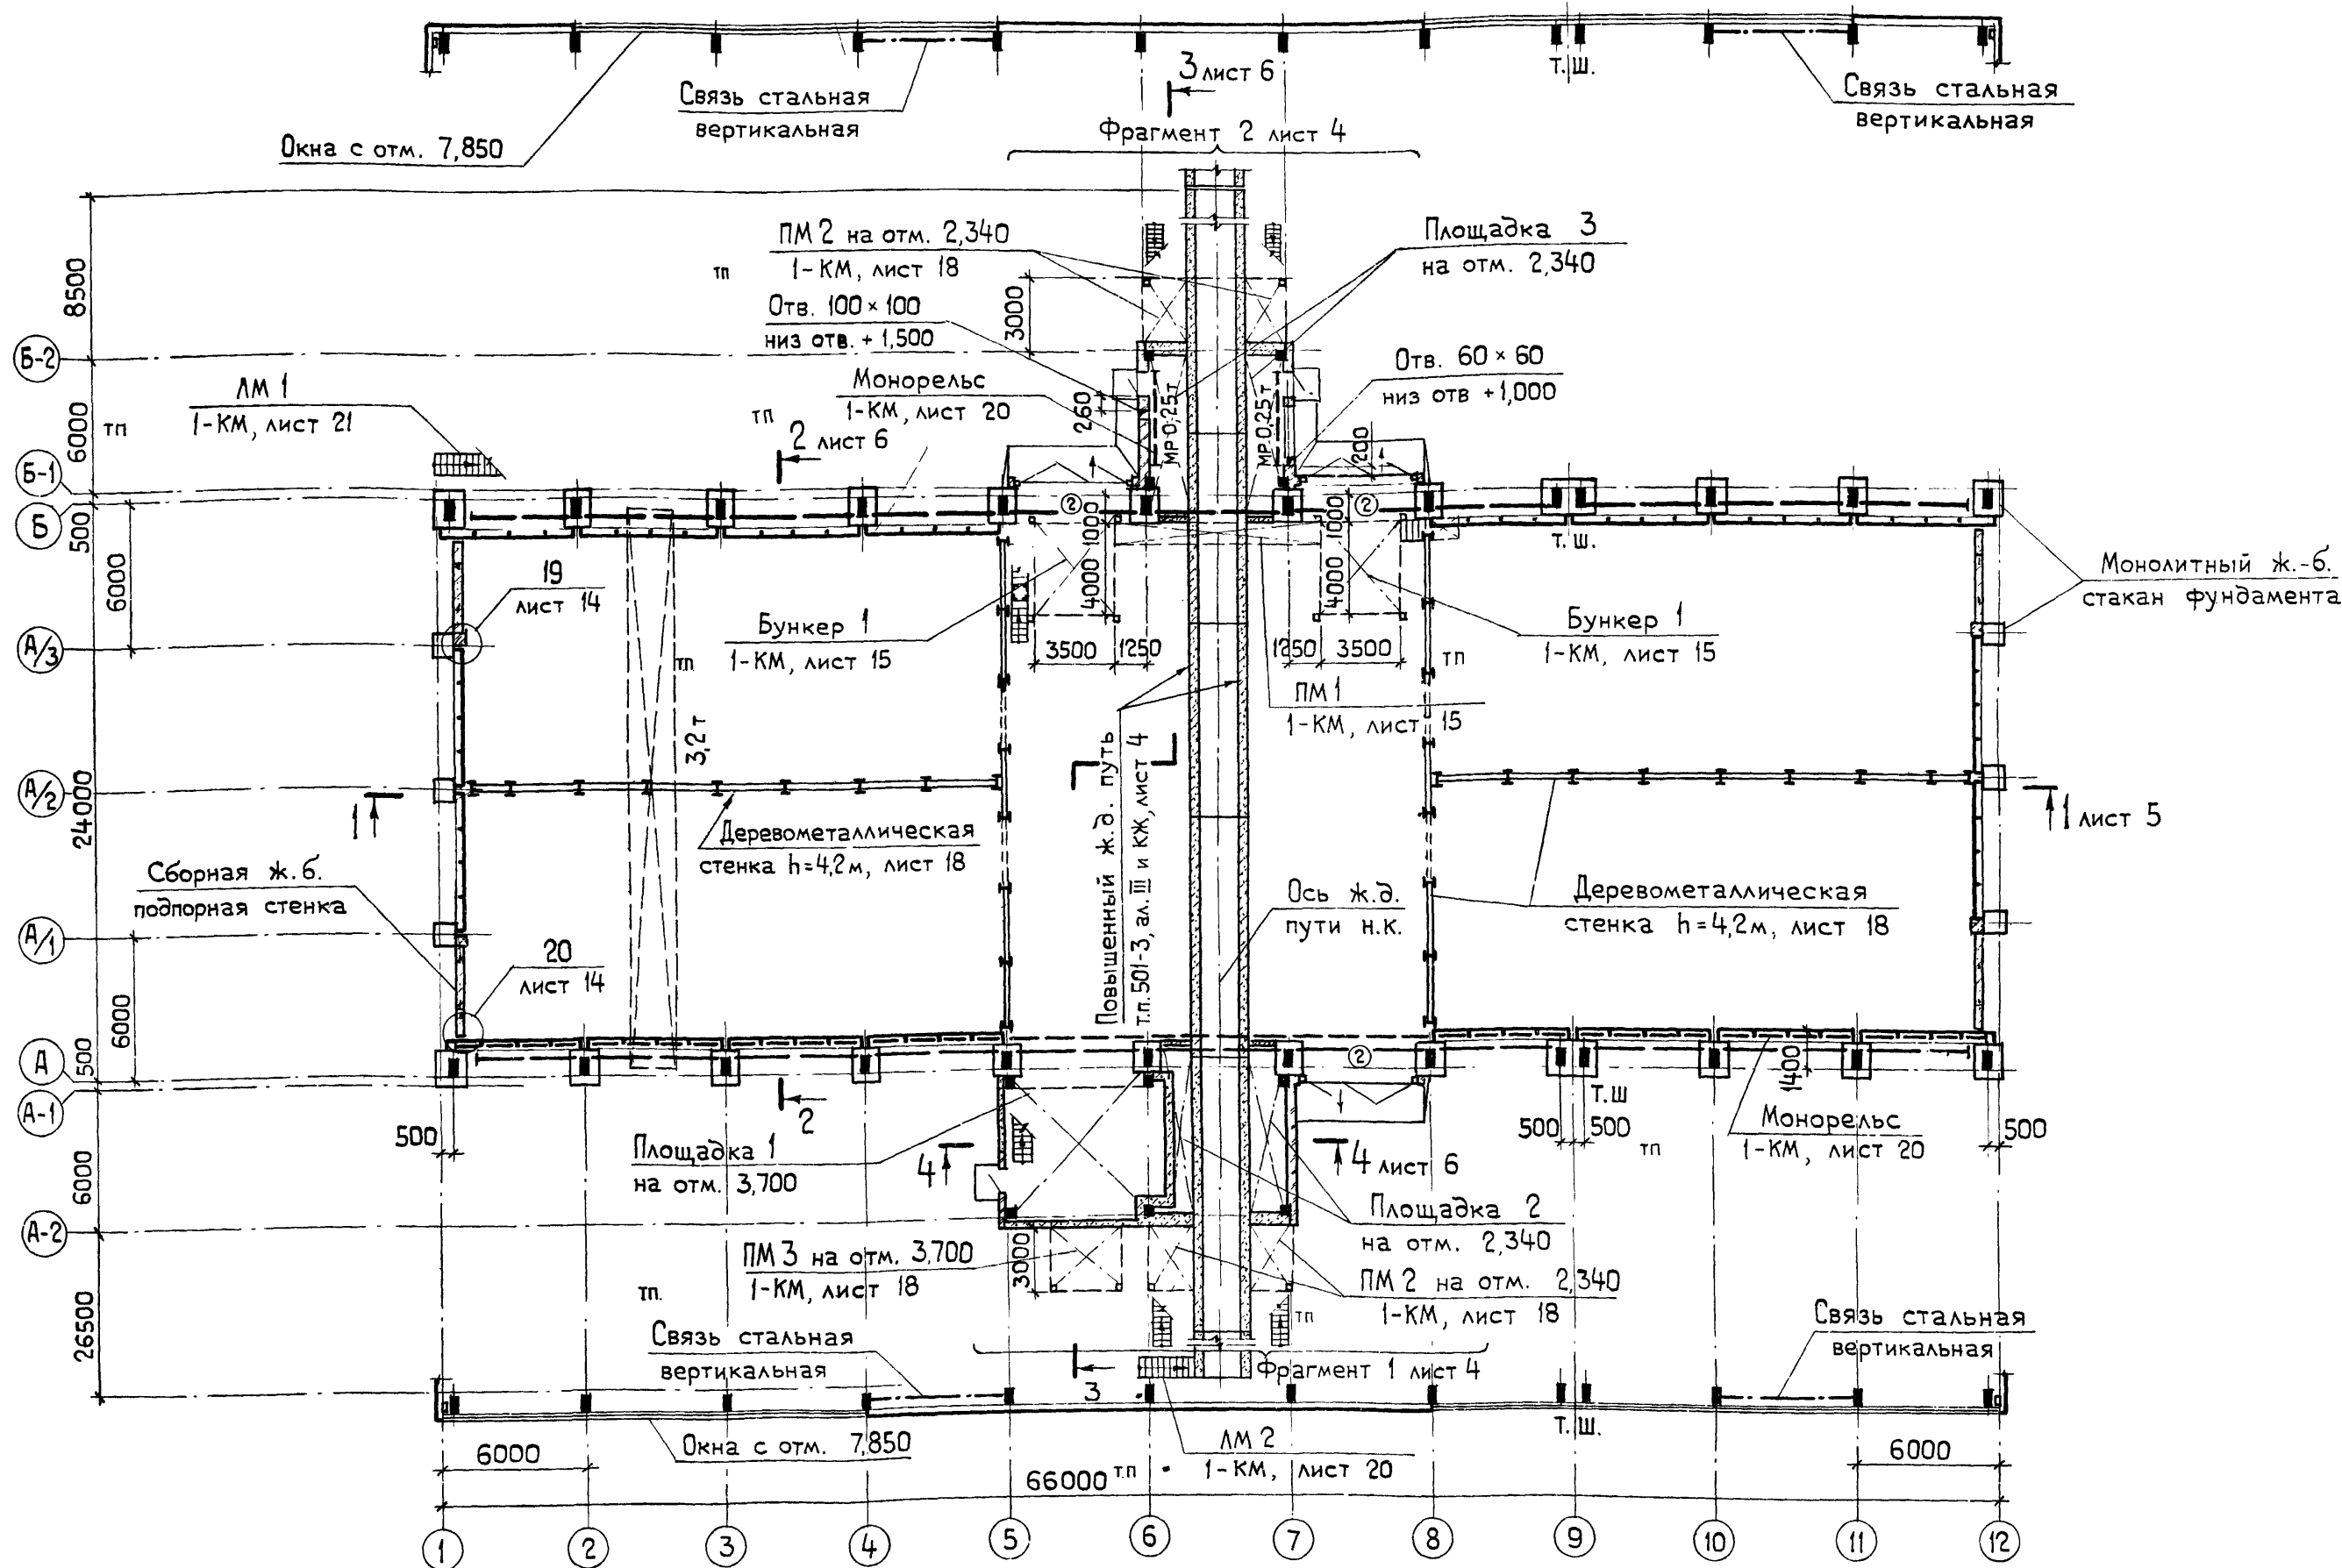 Т.Ш.
Связь стальная
вертикальная
Связь стальная
вертикальная
3 лист 6
Окна с отм. 7,850
Фрагмент 2 лист 4
ПМ 2 на отм. 2,340
1-КМ, лист 18
Площадка 3
на отм. 2,340
тп
8500
3000
Отв. 100×100
низ отв. + 1,500
Б-2
Отв. 60×60
низ отв +1,000
ЛМ 1
1-КМ, лист 21
Монорельс
1-КМ, лист 20
260
МР 0,25т
МР 0,25т
200
6000
тп
тп
2 лист 6
Б-1
Б
500
2
2
1000
1000
Т.Ш.
Монолитный ж.-б.
стакан фундамента
6000
19
лист 14
4000
4000
Бункер 1
1-КМ, лист 15
Бункер 1
1-КМ, лист 15
А/3
3500
1250
1250
3500
тп
тп
ПМ 1
1-КМ, лист 15
3,2 т
А/2
24000
1
1 лист 5
Деревометаллическая
стенка h=4,2м, лист 18
Повышенный ж.д. путь
т.п. 501-3, ал. III и КЖ, лист 4
Сборная ж.б.
подпорная стенка
Ось ж.д.
пути н.к.
Деревометаллическая
стенка h=4,2м, лист 18
А/1
20
лист 14
6000
А
500
2
1400
А-1
2
Т.Ш
500
500
500
тп
500
Монорельс
1-КМ, лист 20
Площадка 1
на отм. 3,700
4
4 лист 6
6000
Площадка 2
на отм. 2,340
А-2
ПМ 3 на отм. 3,700
1-КМ, лист 18
3000
ПМ 2 на отм. 2,340
1-КМ, лист 18
тп.
тп
26500
Связь стальная
вертикальная
Связь стальная
вертикальная
3
Фрагмент 1 лист 4
Т.Ш.
Окна с отм. 7,850
ЛМ 2
1-КМ, лист 20
6000
66000
т.п
6000
1
2
3
4
5
6
7
8
9
10
11
12